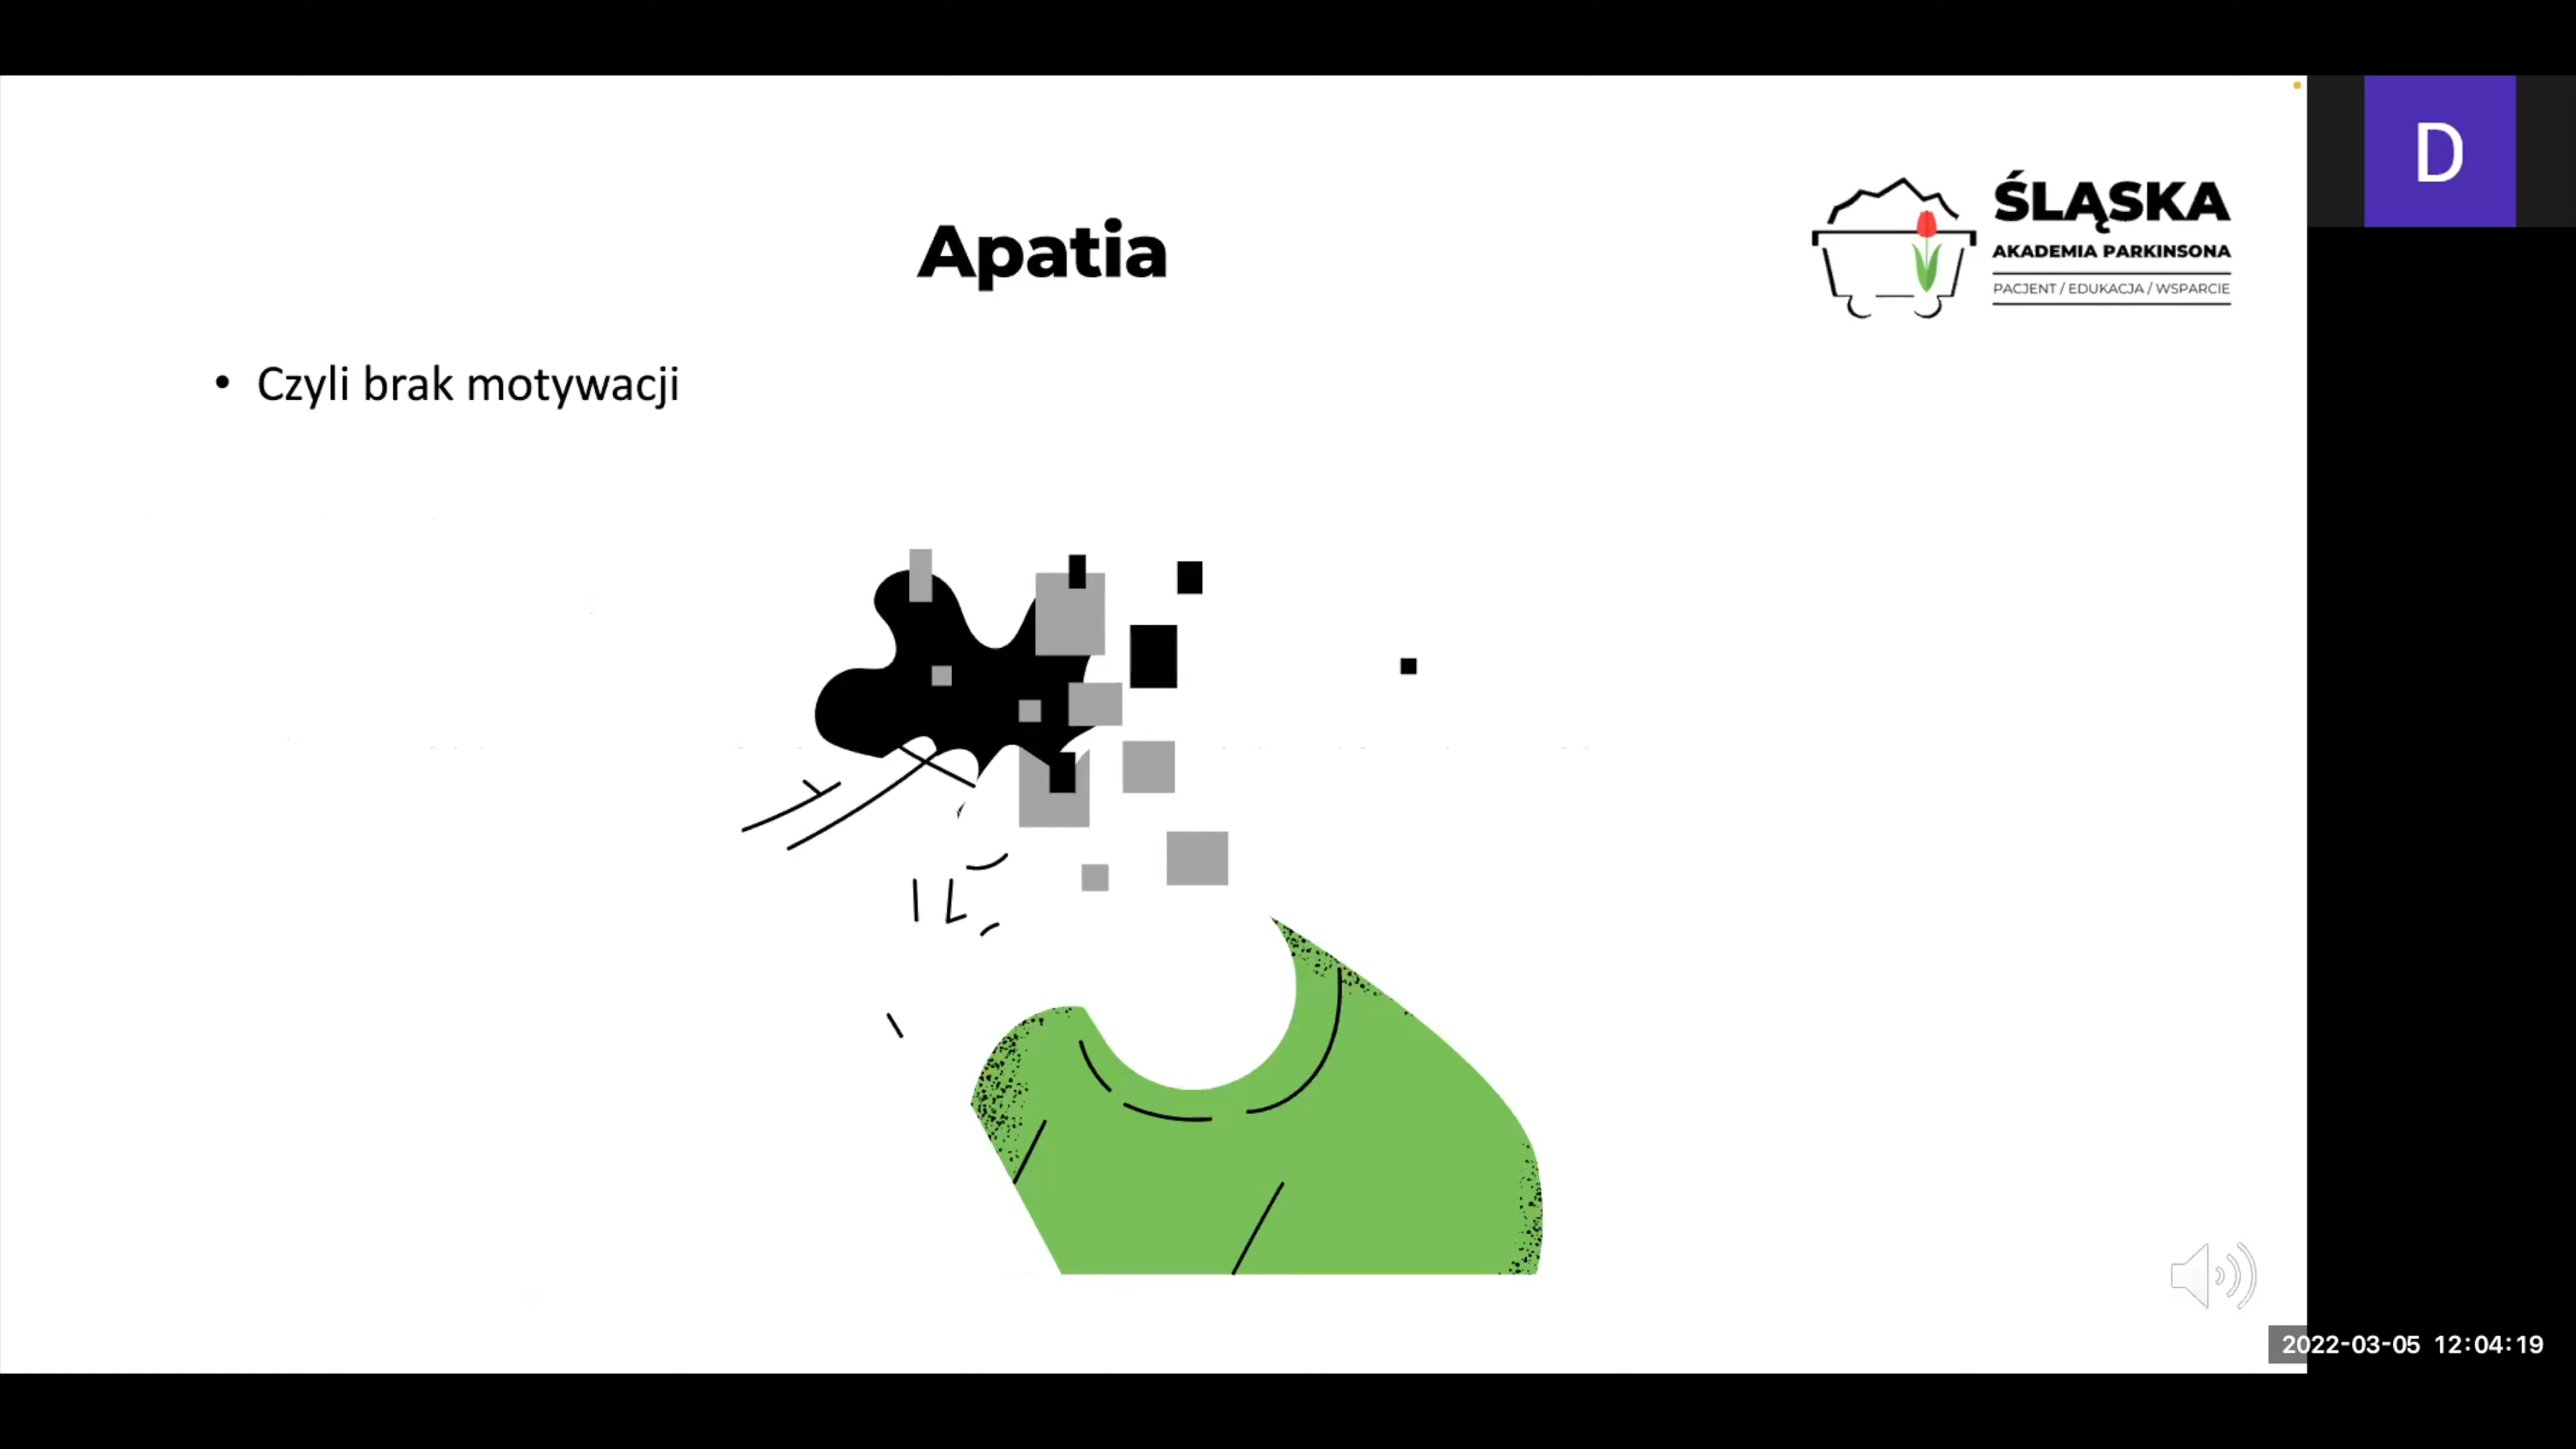 D
ŚLĄSKA
AKADEMIA PARKINSONA
PACJENT / EDUKACJA / WSPARCIE
Apatia
• Czyli brak motywacji
2022-03-05 12:04:19